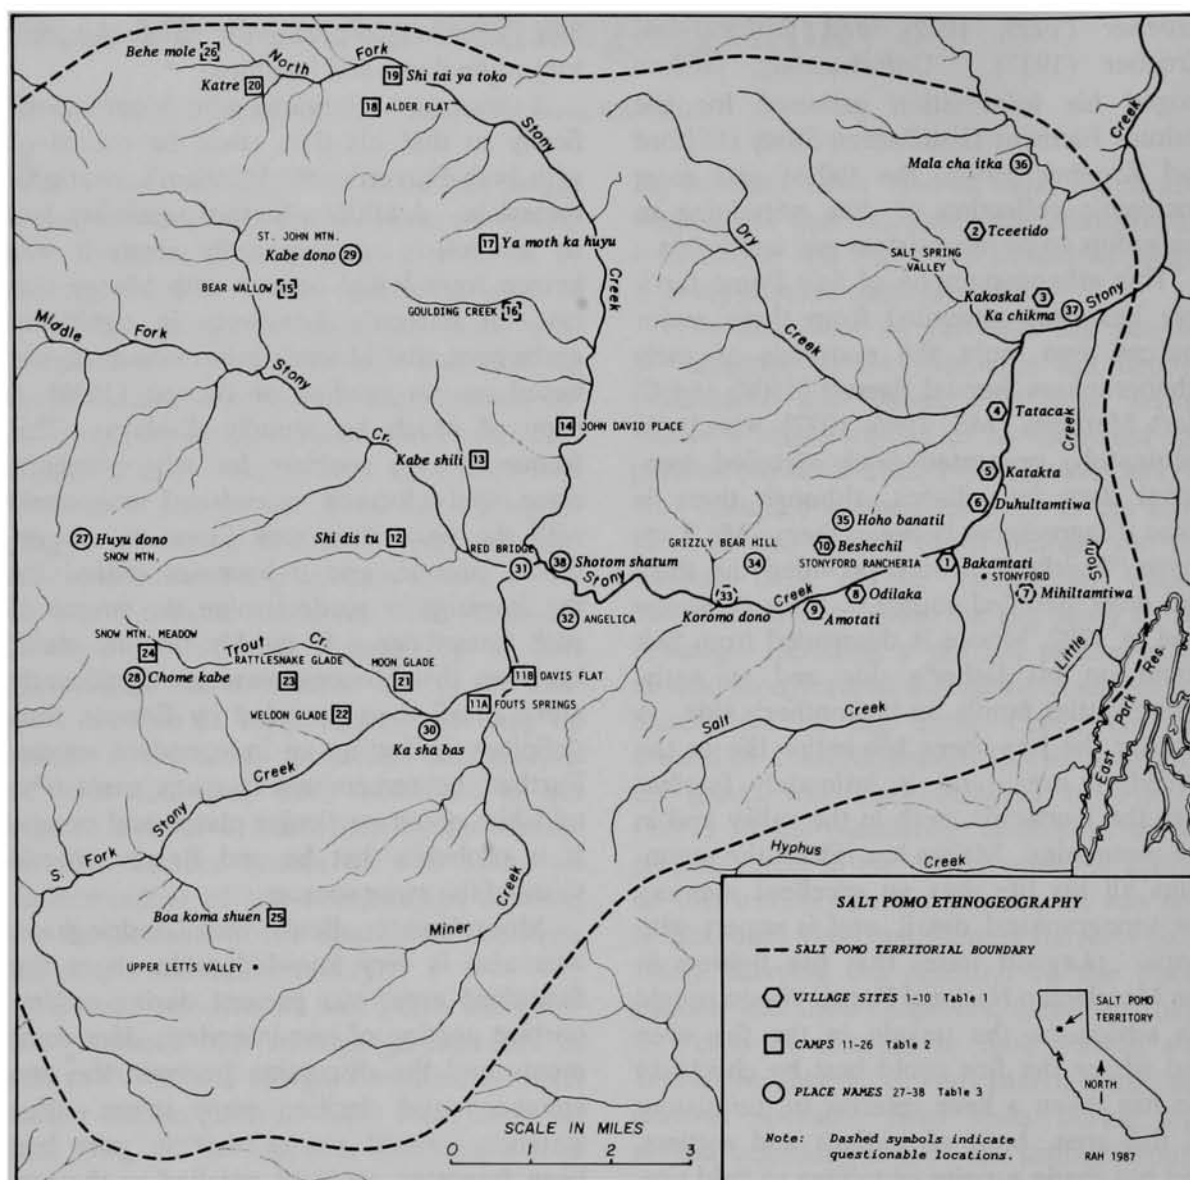 Behe mole 26
North Fork
Katre 20
19 Shi tai ya toko
18 ALDER FLAT
Stony
Creek
Mala cha itka 36
Creek
Dry
Creek
2 Tceetido
SALT SPRING
VALLEY
ST. JOHN MTN.
Kabe dono 29
17 Ya moth ka huyu
BEAR WALLOW 15
GOULDING CREEK 16
Kakoskal 3
Ka chikma 37
Stony
Middle Fork
Stony
Cr.
14 JOHN DAVID PLACE
Kabe shili 13
4 Tatacax
5 Katakta
6 Duhultamtiwa
Creek
27 Huyu dono
SNOW MTN.
Shi dis tu 12
RED BRIDGE
31
38 Shotom shatum
Stony
Creek
35 Hoho banatil
10 Beshechil
GRIZZLY BEAR HILL
34
STONYFORD RANCHERIA
1 Bakamtati
STONYFORD
33
Koromo dono
8 Odilaka
9 Amotati
7 Mihiltamtiwa
Stony
Little
32 ANGELICA
SNOW MTN. MEADOW
24
Trout Cr.
28 Chome kabe
RATTLESNAKE GLADE
23
MOON GLADE
21
11B DAVIS FLAT
11A FOUTS SPRINGS
WELDON GLADE 22
30
Ka sha bas
Salt Creek
East Park Res.
S. Fork Stony Creek
Hyphus Creek
Boa koma shuen 25
UPPER LETTS VALLEY
Miner Creek
SCALE IN MILES
0 1 2 3
SALT POMO ETHNOGEOGRAPHY
SALT POMO TERRITORIAL BOUNDARY
VILLAGE SITES 1-10 Table 1
CAMPS 11-26 Table 2
PLACE NAMES 27-38 Table 3
SALT POMO
TERRITORY
NORTH
Note: Dashed symbols indicate
questionable locations.
RAH 1987